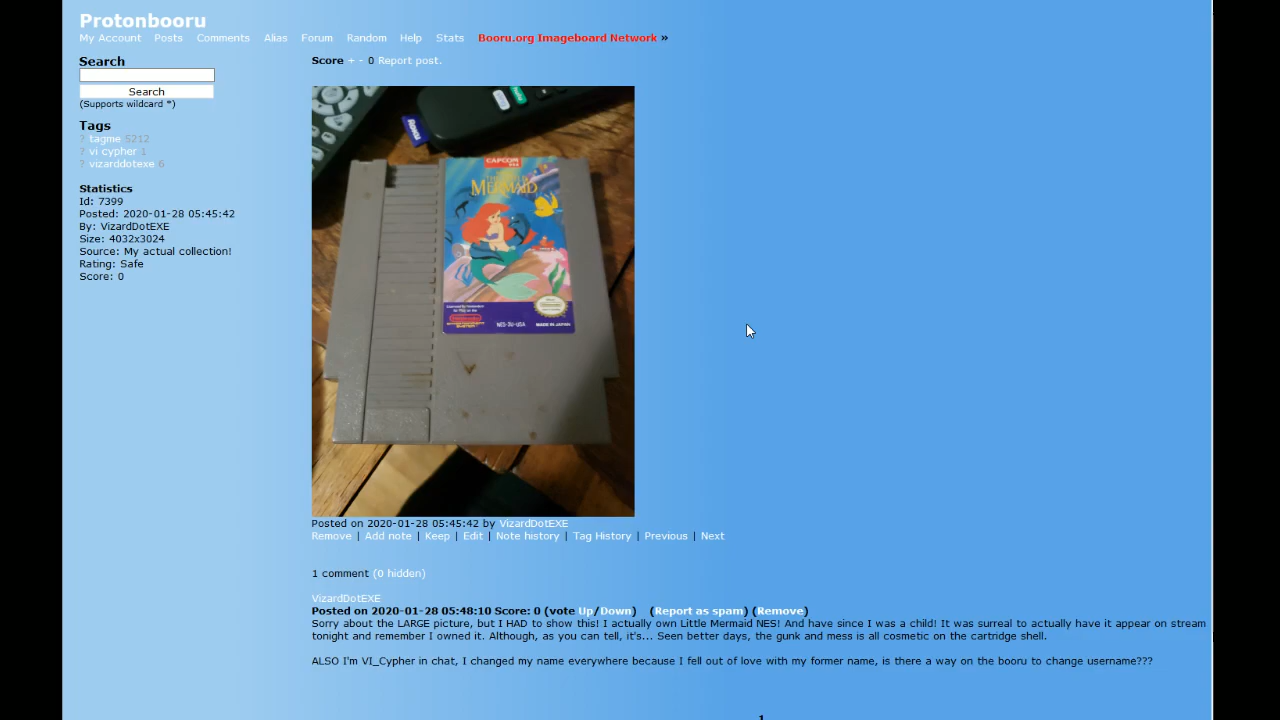 Protonbooru
My Account Posts Comments Alias Forum Random Help Stats Booru.org Imageboard Network »
Search
Search
(Supports wildcard *)
Tags
? tagme 5212
? vi cypher 1
? vizarddotexe 6
Statistics
Id: 7399
Posted: 2020-01-28 05:45:42
By: VizardDotEXE
Size: 4032x3024
Source: My actual collection!
Rating: Safe
Score: 0
Score + - 0 Report post.
Roku
CAPCOM
MERMAID
NES-3U-USA
MADE IN JAPAN
Posted on 2020-01-28 05:45:42 by VizardDotEXE
Remove | Add note | Keep | Edit | Note history | Tag History | Previous | Next
1 comment (0 hidden)
VizardDotEXE
Posted on 2020-01-28 05:48:10 Score: 0 (vote Up/Down) (Report as spam) (Remove)
Sorry about the LARGE picture, but I HAD to show this! I actually own Little Mermaid NES! And have since I was a child! It was surreal to actually have it appear on stream
tonight and remember I owned it. Although, as you can tell, it's... Seen better days, the gunk and mess is all cosmetic on the cartridge shell.
ALSO I'm VI_Cypher in chat, I changed my name everywhere because I fell out of love with my former name, is there a way on the booru to change username???
1